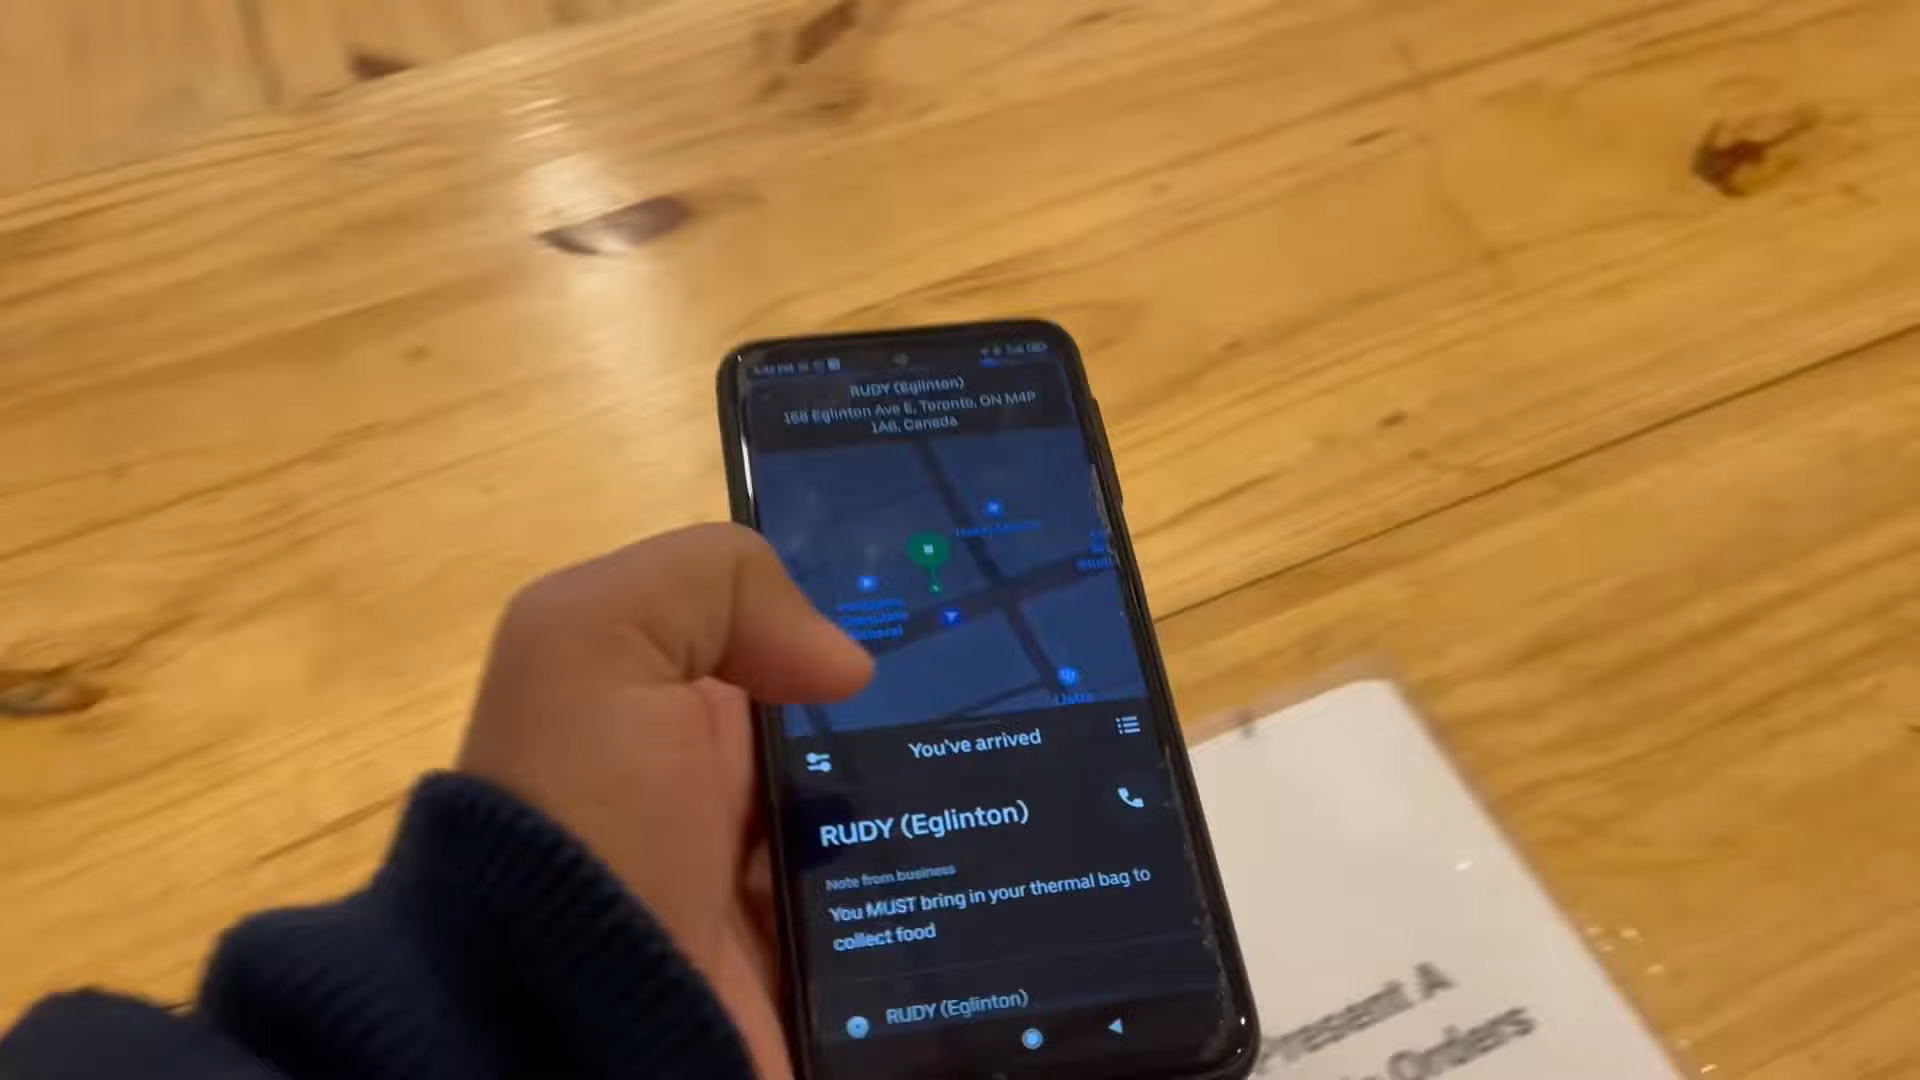 RUDY (Eglinton)
168 Eglinton Ave E, Toronto, ON M4P
1A6, Canada
General
You've arrived
RUDY (Eglinton)
Note from business
You MUST bring in your thermal bag to
collect food
RUDY (Eglinton)
Present A
Orders